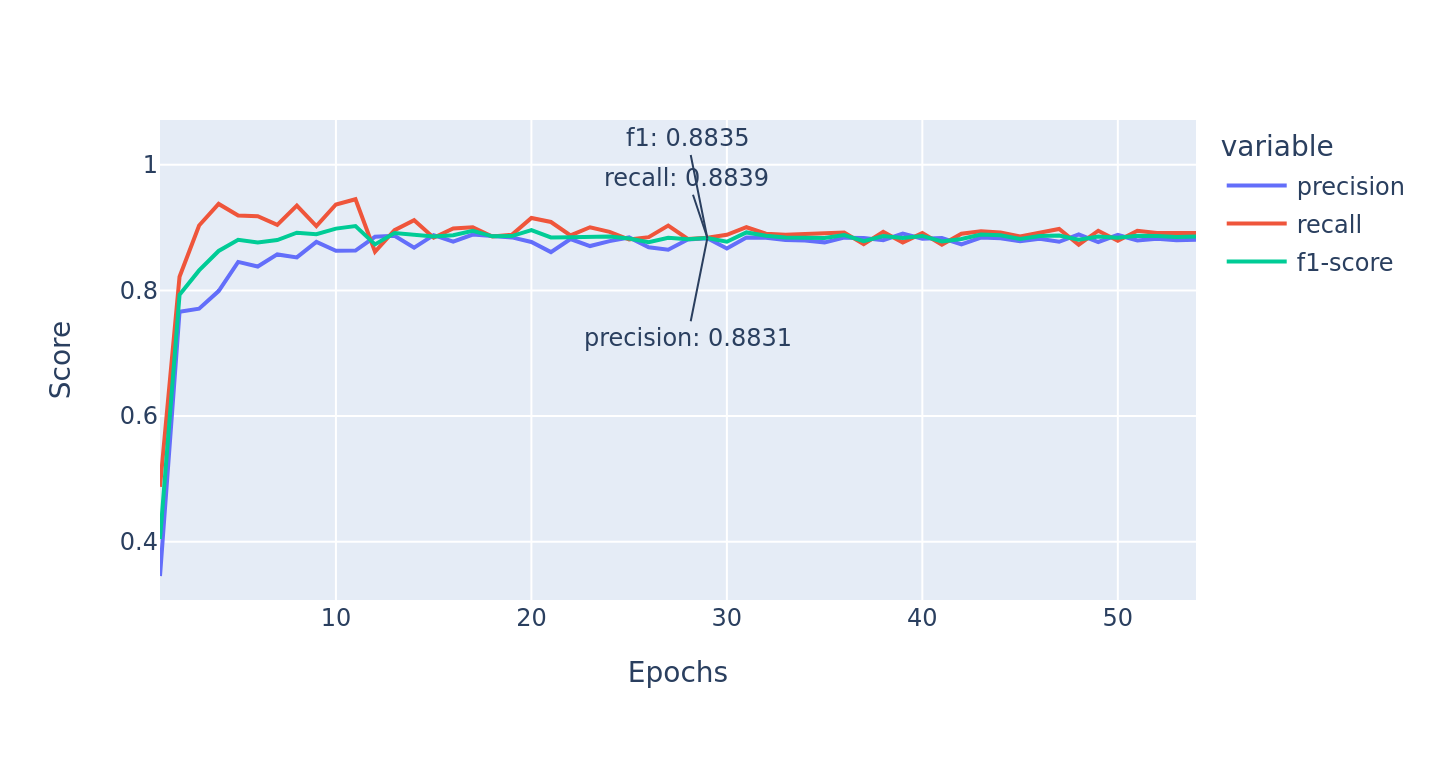 f1: 0.8835
recall: 0.8839
precision: 0.8831
1
0.8
0.6
0.4
Score
10
20
30
40
50
Epochs
variable
precision
recall
f1-score